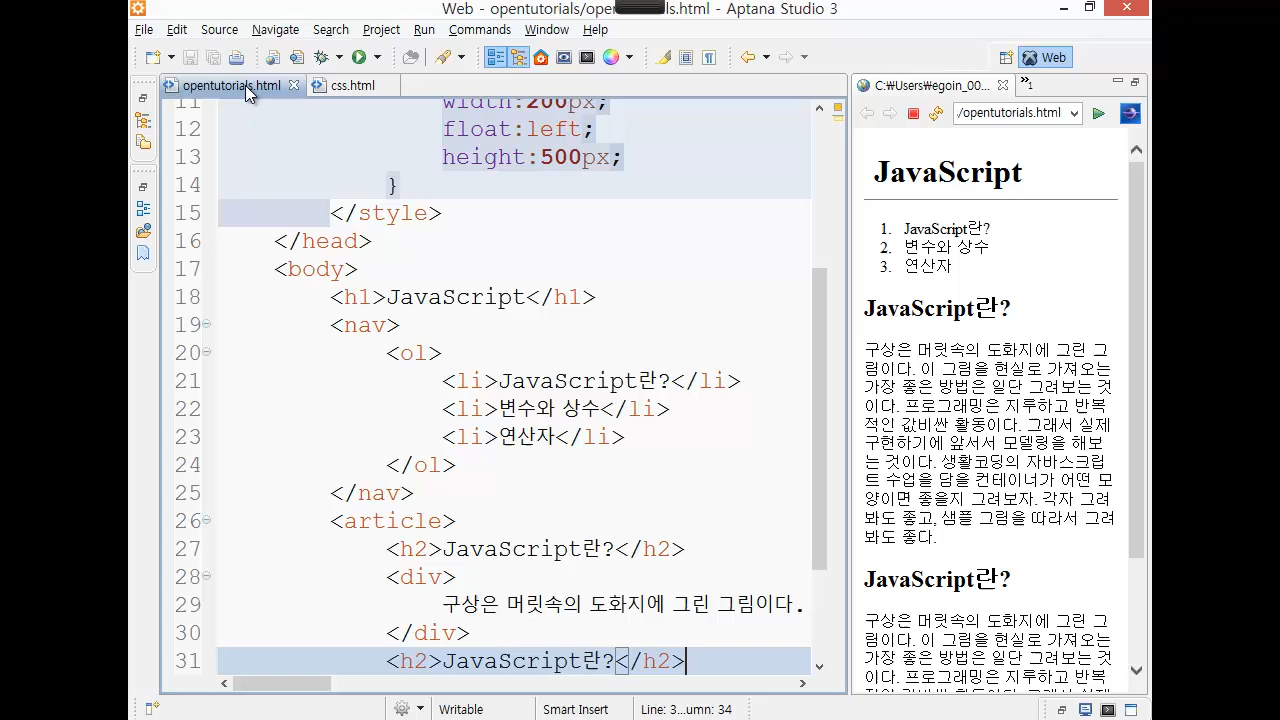 Web - opentutorials/open ls.html - Aptana Studio 3
File Edit Source Navigate Search Project Run Commands Window Help
Web
opentutorials.html
css.html
C:₩Users₩egoin_00...
»1
/opentutorials.html
11 width:200px;
12 float:left;
13 height:500px;
14 }
15 </style>
16 </head>
17 <body>
18 <h1>JavaScript</h1>
19 <nav>
20 <ol>
21 <li>JavaScript란?</li>
22 <li>변수와 상수</li>
23 <li>연산자</li>
24 </ol>
25 </nav>
26 <article>
27 <h2>JavaScript란?</h2>
28 <div>
29 구상은 머릿속의 도화지에 그린 그림이다.
30 </div>
31 <h2>JavaScript란?</h2>
JavaScript
1. JavaScript란?
2. 변수와 상수
3. 연산자
JavaScript란?
구상은 머릿속의 도화지에 그린 그
림이다. 이 그림을 현실로 가져오는
가장 좋은 방법은 일단 그려보는 것
이다. 프로그래밍은 지루하고 반복
적인 값비싼 활동이다. 그래서 실제
구현하기에 앞서서 모델링을 해보
는 것이다. 생활코딩의 자바스크립
트 수업을 담을 컨테이너가 어떤 모
양이면 좋을지 그려보자. 각자 그려
봐도 좋고, 샘플 그림을 따라서 그려
봐도 좋다.
JavaScript란?
구상은 머릿속의 도화지에 그린 그
림이다. 이 그림을 현실로 가져오는
가장 좋은 방법은 일단 그려보는 것
이다. 프로그래밍은 지루하고 반복
Writable
Smart Insert
Line: 3...umn: 34